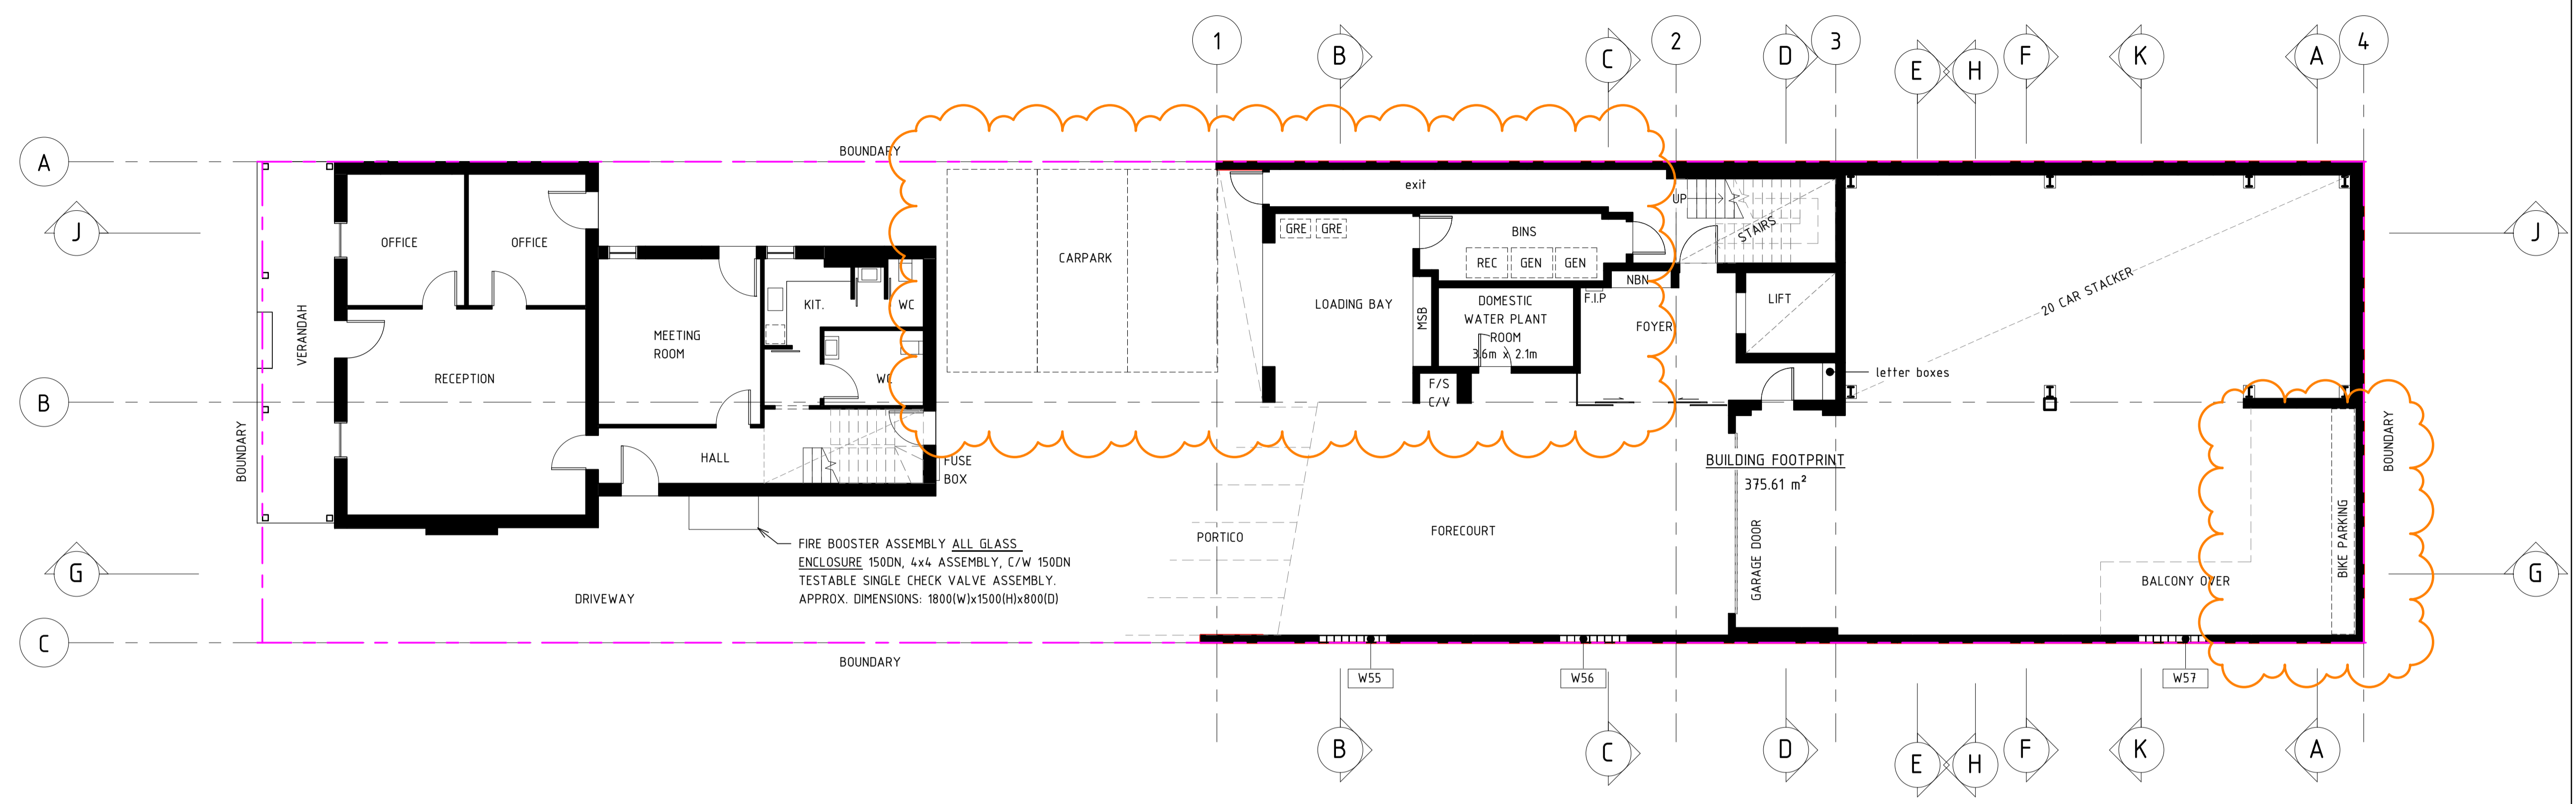 1
B
C
2
D
3
E
H
F
K
A
4
A
BOUNDARY
J
J
OFFICE
OFFICE
VERANDAH
MEETING
ROOM
KIT.
WC
WC
RECEPTION
CARPARK
exit
GRE
GRE
BINS
REC
GEN
GEN
LOADING BAY
MSB
DOMESTIC
WATER PLANT
ROOM
3.6m x 2.1m
F/S
C/V
NBN
F.I.P
FOYER
UP
STAIRS
LIFT
letter boxes
20 CAR STACKER
B
BOUNDARY
HALL
FUSE
BOX
BUILDING FOOTPRINT
375.61 m²
BOUNDARY
FIRE BOOSTER ASSEMBLY ALL GLASS
ENCLOSURE 150DN, 4x4 ASSEMBLY, C/W 150DN
TESTABLE SINGLE CHECK VALVE ASSEMBLY.
APPROX. DIMENSIONS: 1800(W)x1500(H)x800(D)
PORTICO
FORECOURT
GARAGE DOOR
BALCONY OVER
BIKE PARKING
G
G
DRIVEWAY
C
BOUNDARY
W55
W56
W57
B
C
D
E
H
F
K
A